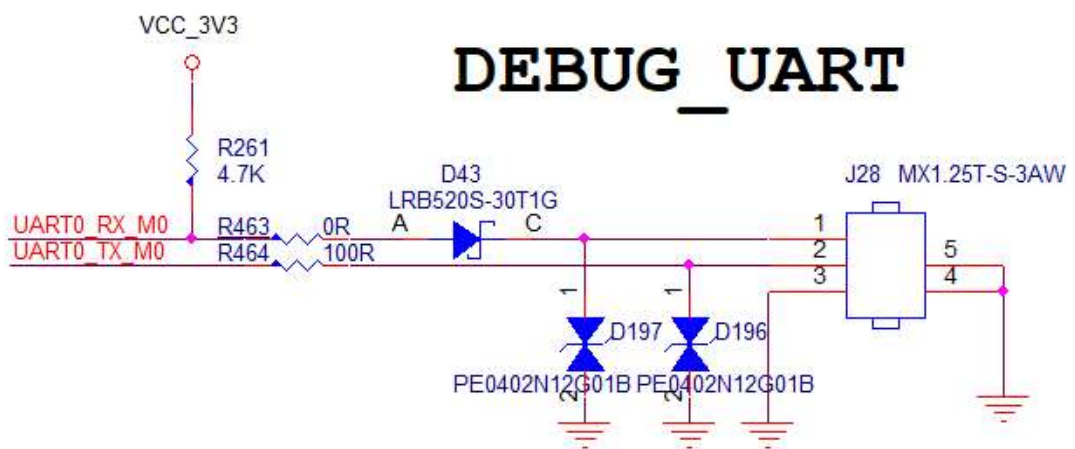 VCC_3V3
DEBUG_UART
R261
4.7K
D43
LRB520S-30T1G
J28 MX1.25T-S-3AW
UART0_RX_M0 R463 0R A C 1
UART0_TX_M0 R464 100R 2 5
3 4
1 1
D197 D196
PE0402N12G01B PE0402N12G01B
2 2